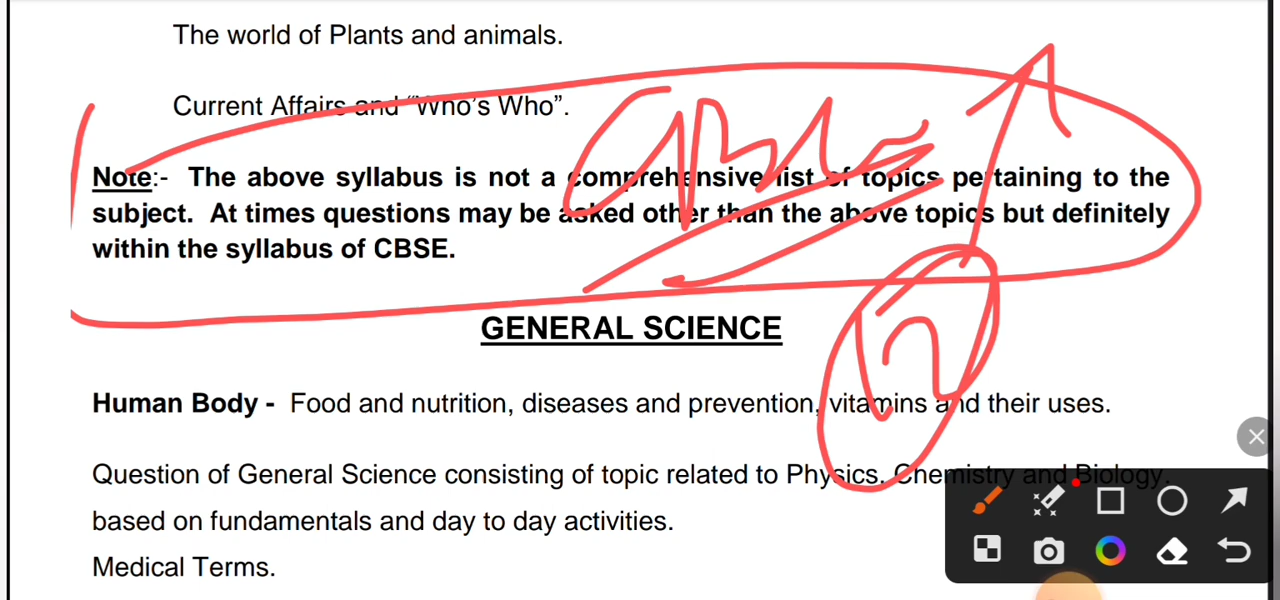 The world of Plants and animals.
Current Affairs and “Who’s Who”.
Note:- The above syllabus is not a comprehensive list of topics pertaining to the
subject. At times questions may be asked other than the above topics but definitely
within the syllabus of CBSE.
GENERAL SCIENCE
Human Body - Food and nutrition, diseases and prevention, vitamins and their uses.
Question of General Science consisting of topic related to Physics, Chemistry and Biology.
based on fundamentals and day to day activities.
Medical Terms.